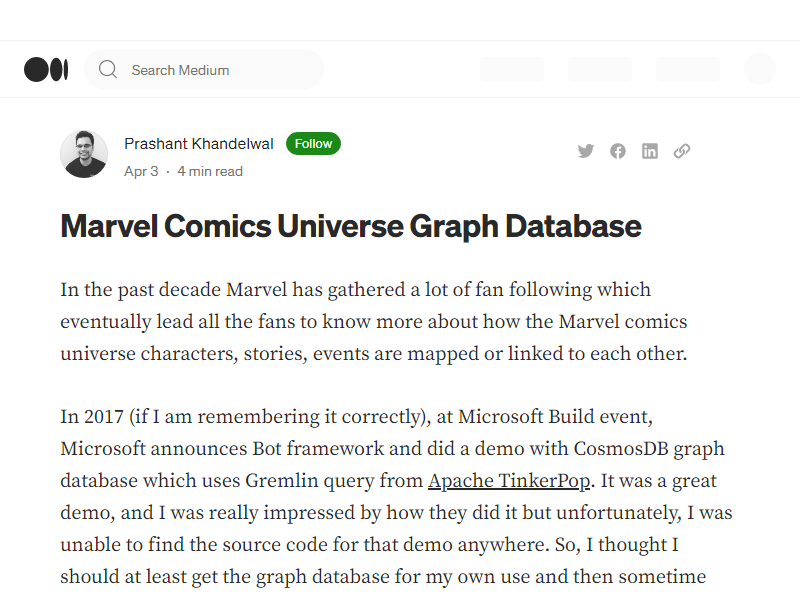 Search Medium
Prashant Khandelwal Follow
Apr 3 · 4 min read
Marvel Comics Universe Graph Database
In the past decade Marvel has gathered a lot of fan following which
eventually lead all the fans to know more about how the Marvel comics
universe characters, stories, events are mapped or linked to each other.
In 2017 (if I am remembering it correctly), at Microsoft Build event,
Microsoft announces Bot framework and did a demo with CosmosDB graph
database which uses Gremlin query from Apache TinkerPop. It was a great
demo, and I was really impressed by how they did it but unfortunately, I was
unable to find the source code for that demo anywhere. So, I thought I
should at least get the graph database for my own use and then sometime